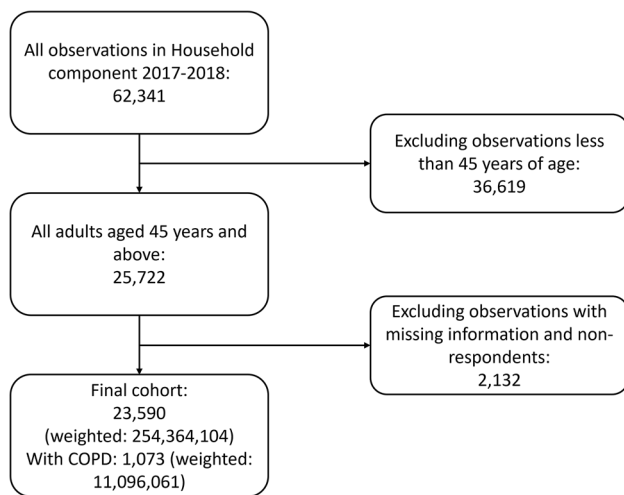 All observations in Household
component 2017-2018:
62,341
Excluding observations less
than 45 years of age:
36,619
All adults aged 45 years and
above:
25,722
Excluding observations with
missing information and non-
respondents:
2,132
Final cohort:
23,590
(weighted: 254,364,104)
With COPD: 1,073 (weighted:
11,096,061)